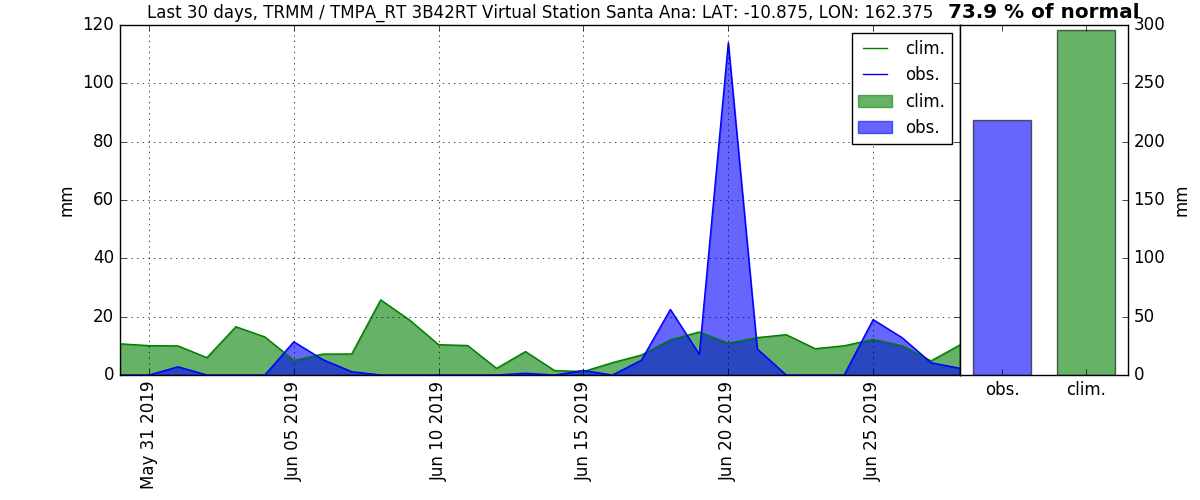 Last 30 days, TRMM / TMPA_RT 3B42RT Virtual Station Santa Ana: LAT: -10.875, LON: 162.375
73.9 % of normal
120
100
80
60
40
20
0
mm
clim.
obs.
clim.
obs.
300
250
200
150
100
50
0
mm
May 31 2019
Jun 05 2019
Jun 10 2019
Jun 15 2019
Jun 20 2019
Jun 25 2019
obs.
clim.